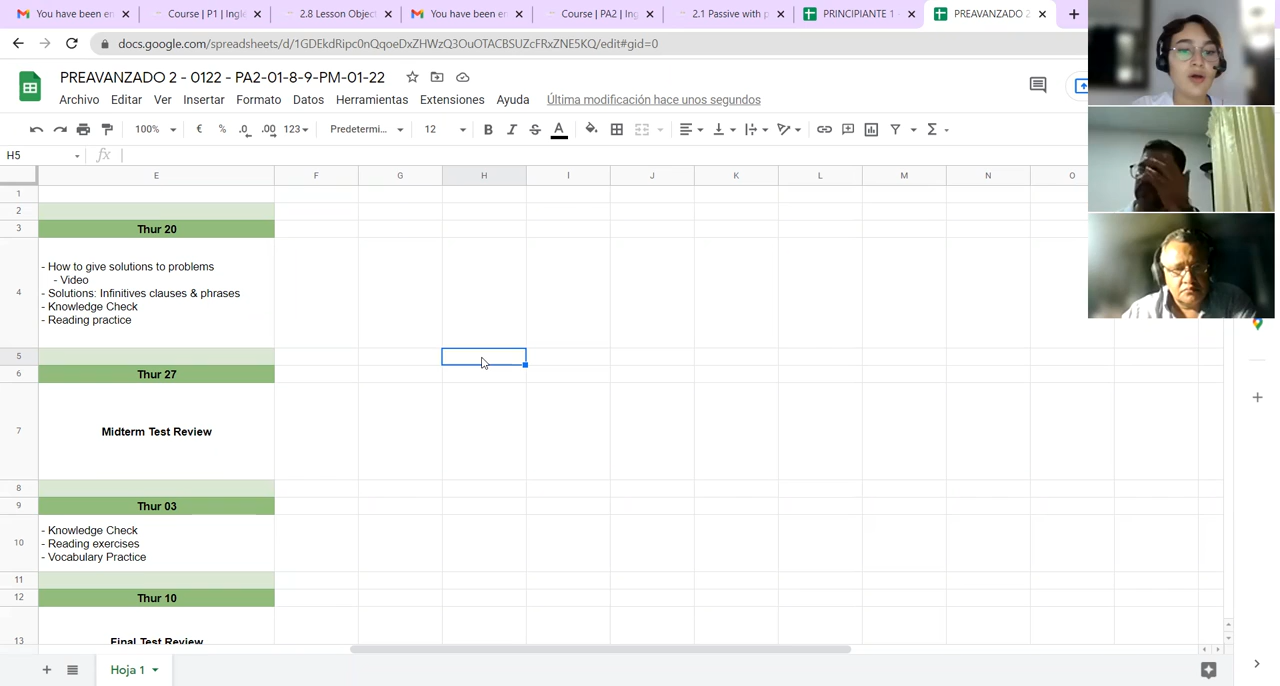 You have been en
Course | P1 | Ingle
2.8 Lesson Object
You have been en
Course | PA2 | Ing
2.1 Passive with p
PRINCIPIANTE 1
PREAVANZADO 2
docs.google.com/spreadsheets/d/1GDEkdRipc0nQqoeDxZHWzQ3OuOTACBSUZcFRxZNE5KQ/edit#gid=0
PREAVANZADO 2 - 0122 - PA2-01-8-9-PM-01-22
Archivo Editar Ver Insertar Formato Datos Herramientas Extensiones Ayuda Última modificación hace unos segundos
100% € % .0 .00 123 Predetermi... 12 B I S A
H5 fx
E F G H I J K L M N O
1
2
3 Thur 20
- How to give solutions to problems
- Video
4 - Solutions: Infinitives clauses & phrases
- Knowledge Check
- Reading practice
5
6 Thur 27
7 Midterm Test Review
8
9 Thur 03
- Knowledge Check
10 - Reading exercises
- Vocabulary Practice
11
12 Thur 10
13 Final Test Review
Hoja 1